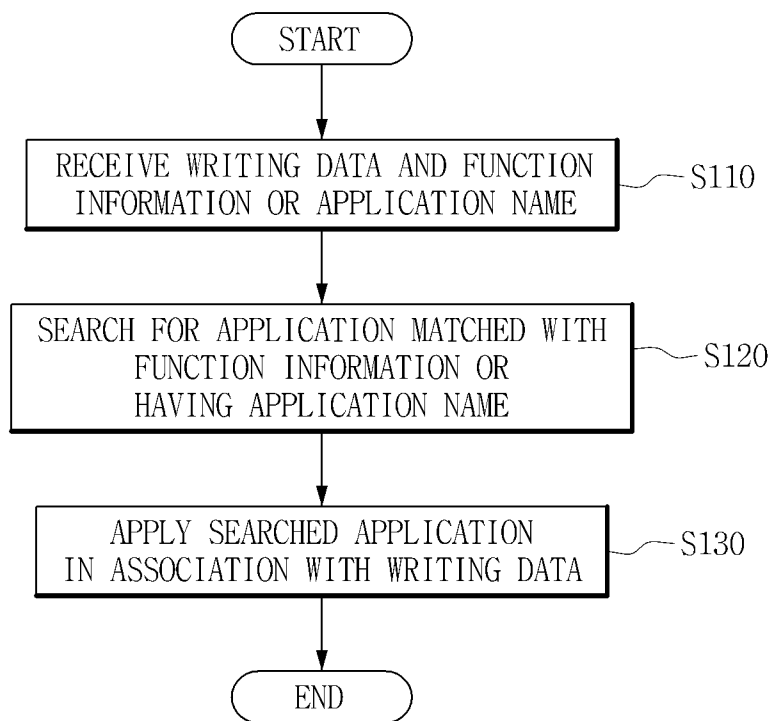 START
RECEIVE WRITING DATA AND FUNCTION
INFORMATION OR APPLICATION NAME
S110
SEARCH FOR APPLICATION MATCHED WITH
FUNCTION INFORMATION OR
HAVING APPLICATION NAME
S120
APPLY SEARCHED APPLICATION
IN ASSOCIATION WITH WRITING DATA
S130
END